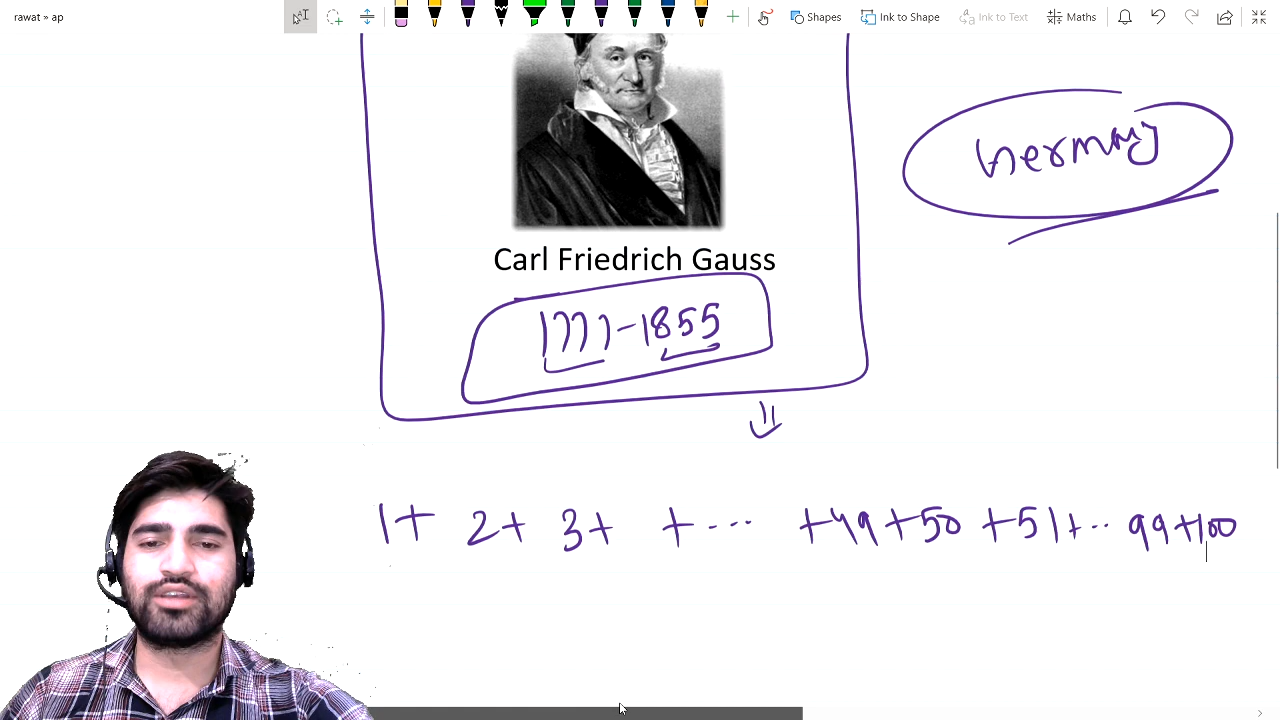 rawat » ap
Shapes
Ink to Shape
Ink to Text
Maths
Germany
Carl Friedrich Gauss
1777-1855
1+ 2+ 3+ +... +49+50 +51+.. 99+100